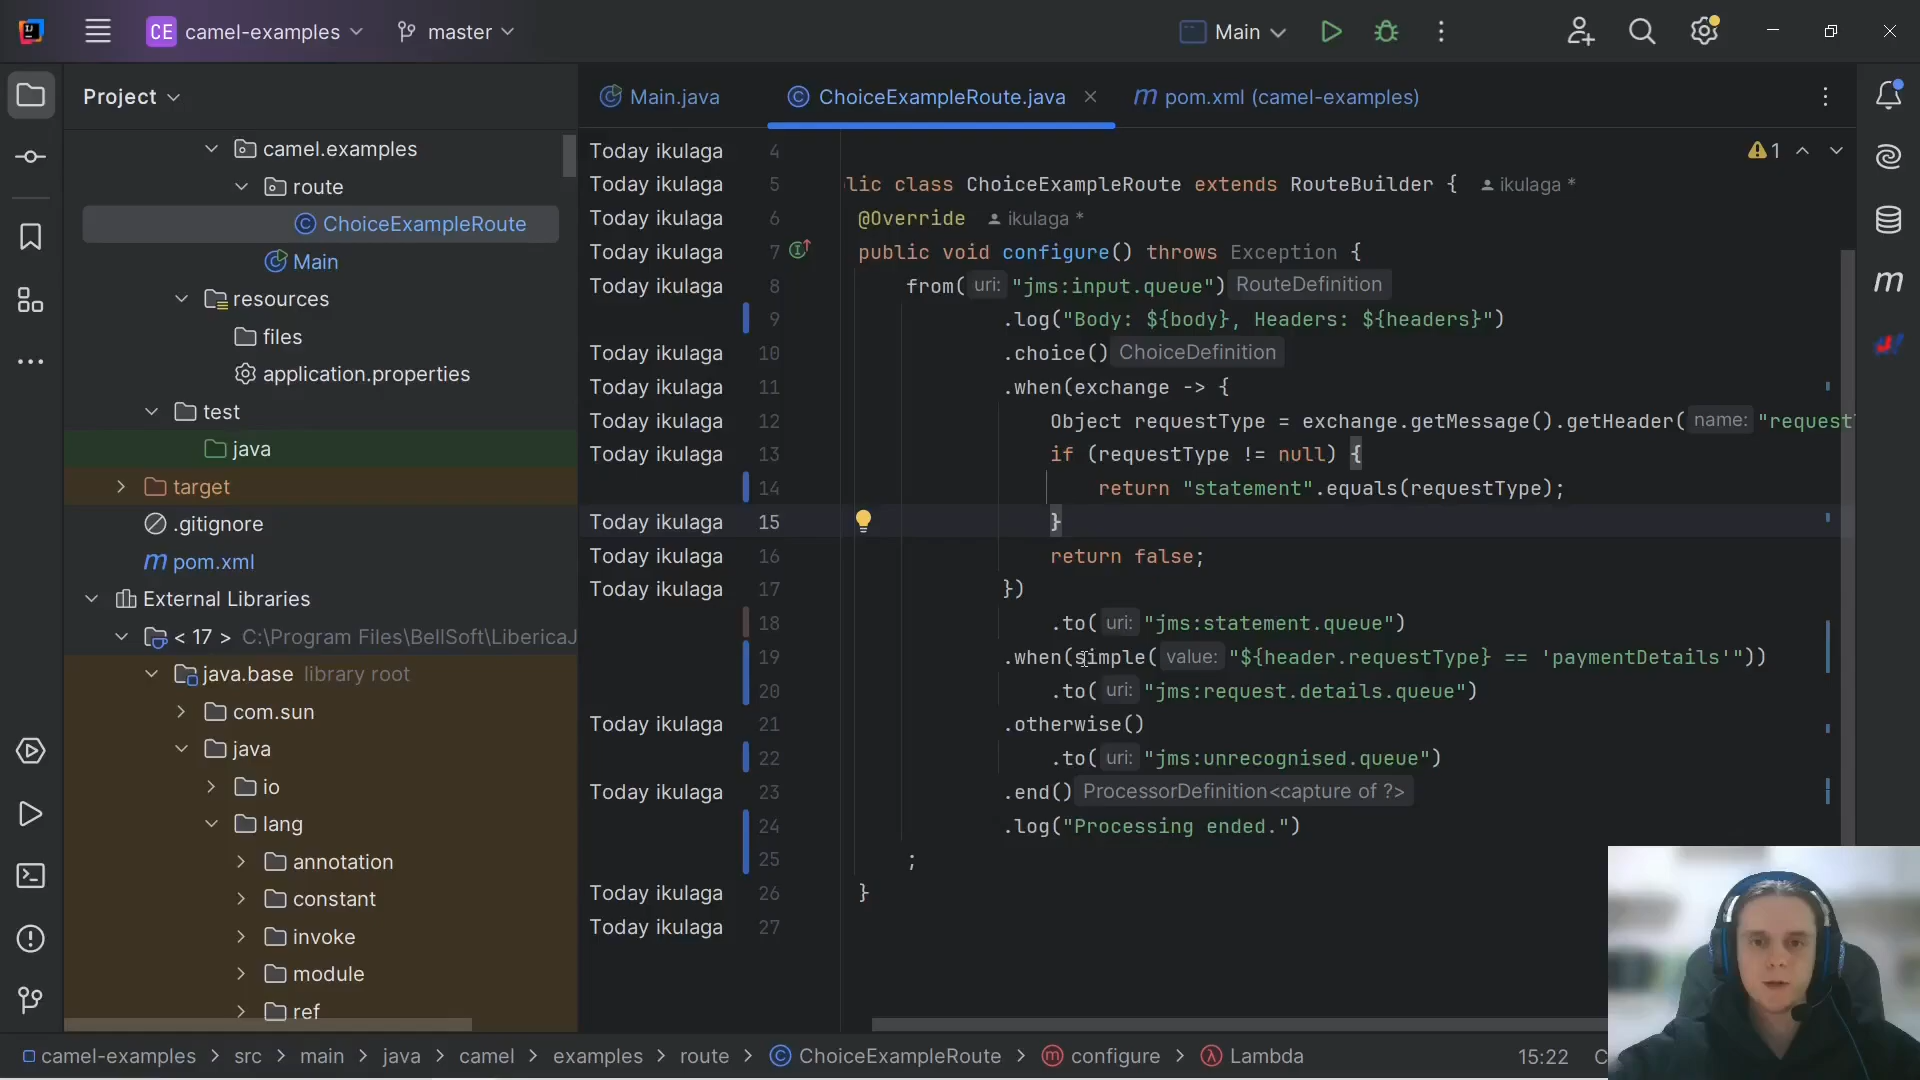 CE camel-examples master Main
Project
Main.java ChoiceExampleRoute.java m pom.xml (camel-examples)
camel.examples
route
ChoiceExampleRoute
Main
resources
files
application.properties
test
java
target
.gitignore
m pom.xml
External Libraries
< 17 > C:\Program Files\BellSoft\LibericaJ
java.base library root
com.sun
java
io
lang
annotation
constant
invoke
module
ref
Today ikulaga 4
Today ikulaga 5 lic class ChoiceExampleRoute extends RouteBuilder { ikulaga *
Today ikulaga 6 @Override ikulaga *
Today ikulaga 7 public void configure() throws Exception {
Today ikulaga 8 from( uri: "jms:input.queue") RouteDefinition
9 .log("Body: ${body}, Headers: ${headers}")
Today ikulaga 10 .choice() ChoiceDefinition
Today ikulaga 11 .when(exchange -> {
Today ikulaga 12 Object requestType = exchange.getMessage().getHeader( name: "request
Today ikulaga 13 if (requestType != null) {
14 return "statement".equals(requestType);
Today ikulaga 15 }
Today ikulaga 16 return false;
Today ikulaga 17 })
18 .to( uri: "jms:statement.queue")
19 .when(simple( value: "${header.requestType} == 'paymentDetails'"))
20 .to( uri: "jms:request.details.queue")
Today ikulaga 21 .otherwise()
22 .to( uri: "jms:unrecognised.queue")
Today ikulaga 23 .end() ProcessorDefinition<capture of ?>
24 .log("Processing ended.")
25 ;
Today ikulaga 26 }
Today ikulaga 27
1
m
camel-examples > src > main > java > camel > examples > route > ChoiceExampleRoute > configure > Lambda 15:22